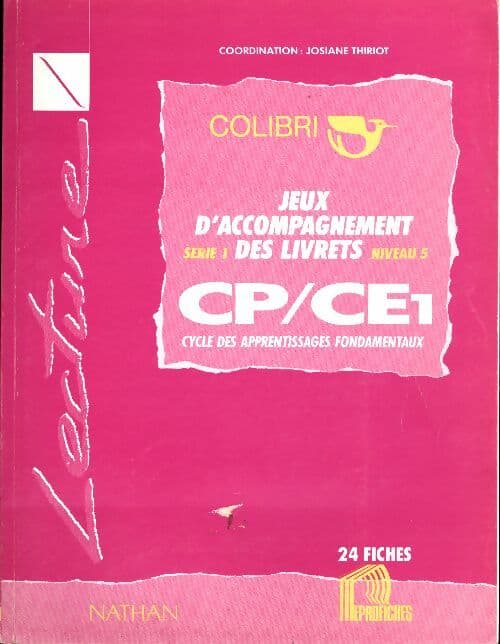 COORDINATION : JOSIANE THIRIOT
COLIBRI
JEUX
D'ACCOMPAGNEMENT
SERIE 1 DES LIVRETS NIVEAU 5
CP/CE1
CYCLE DES APPRENTISSAGES FONDAMENTAUX
Lecture
24 FICHES
REPROFICHES
NATHAN